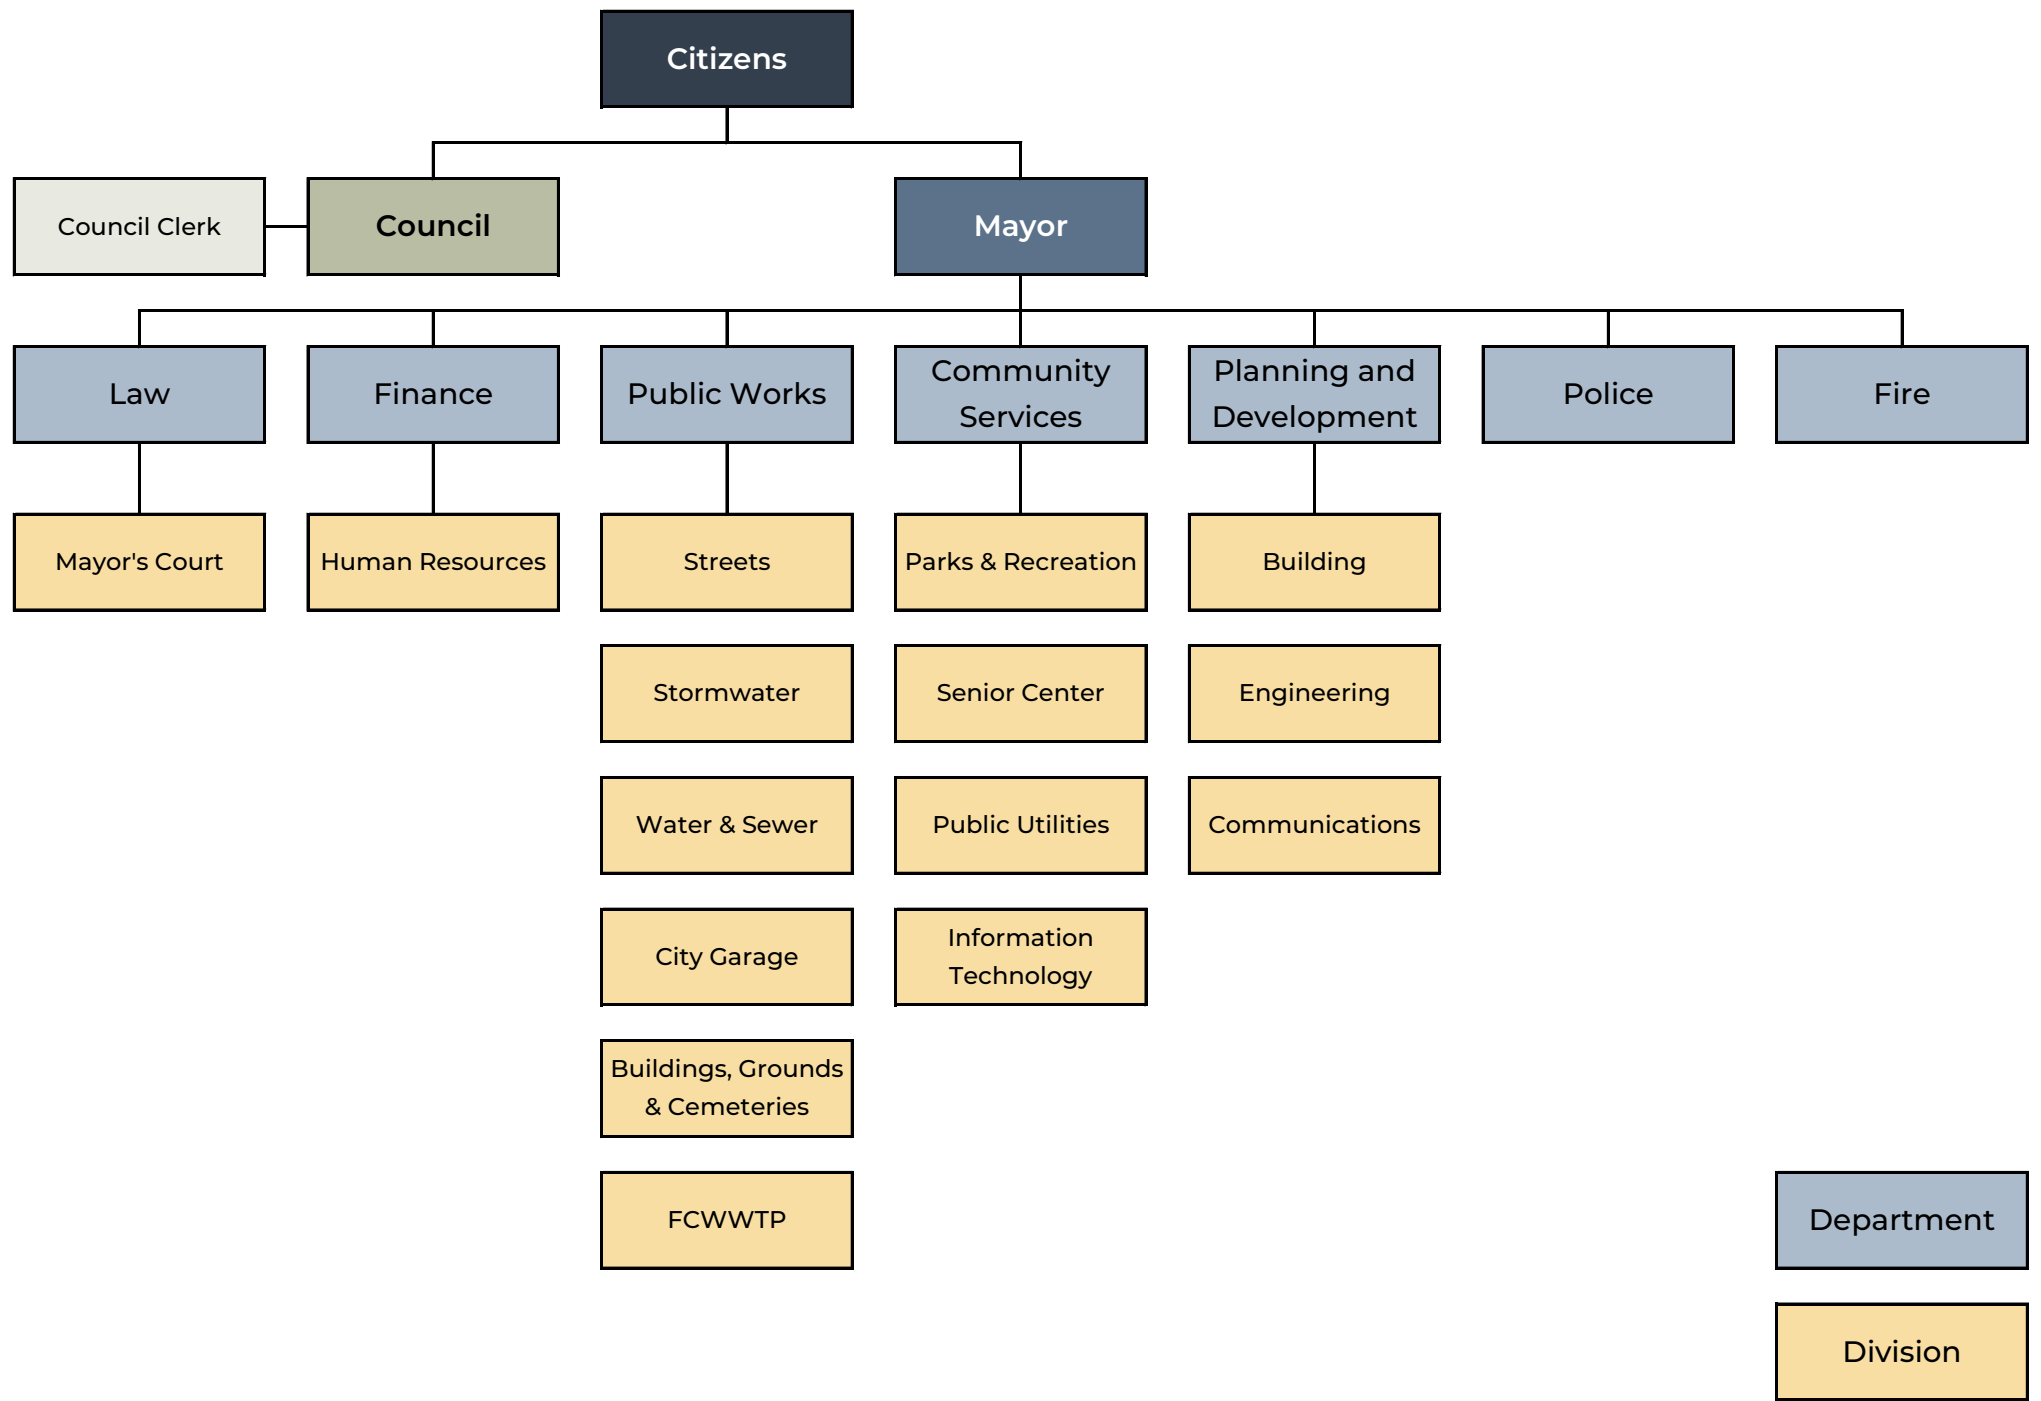 Citizens
Council Clerk
Council
Mayor
Law
Finance
Public Works
Community
Services
Planning and
Development
Police
Fire
Mayor's Court
Human Resources
Streets
Parks & Recreation
Building
Stormwater
Senior Center
Engineering
Water & Sewer
Public Utilities
Communications
City Garage
Information
Technology
Buildings, Grounds
& Cemeteries
FCWWTP
Department
Division